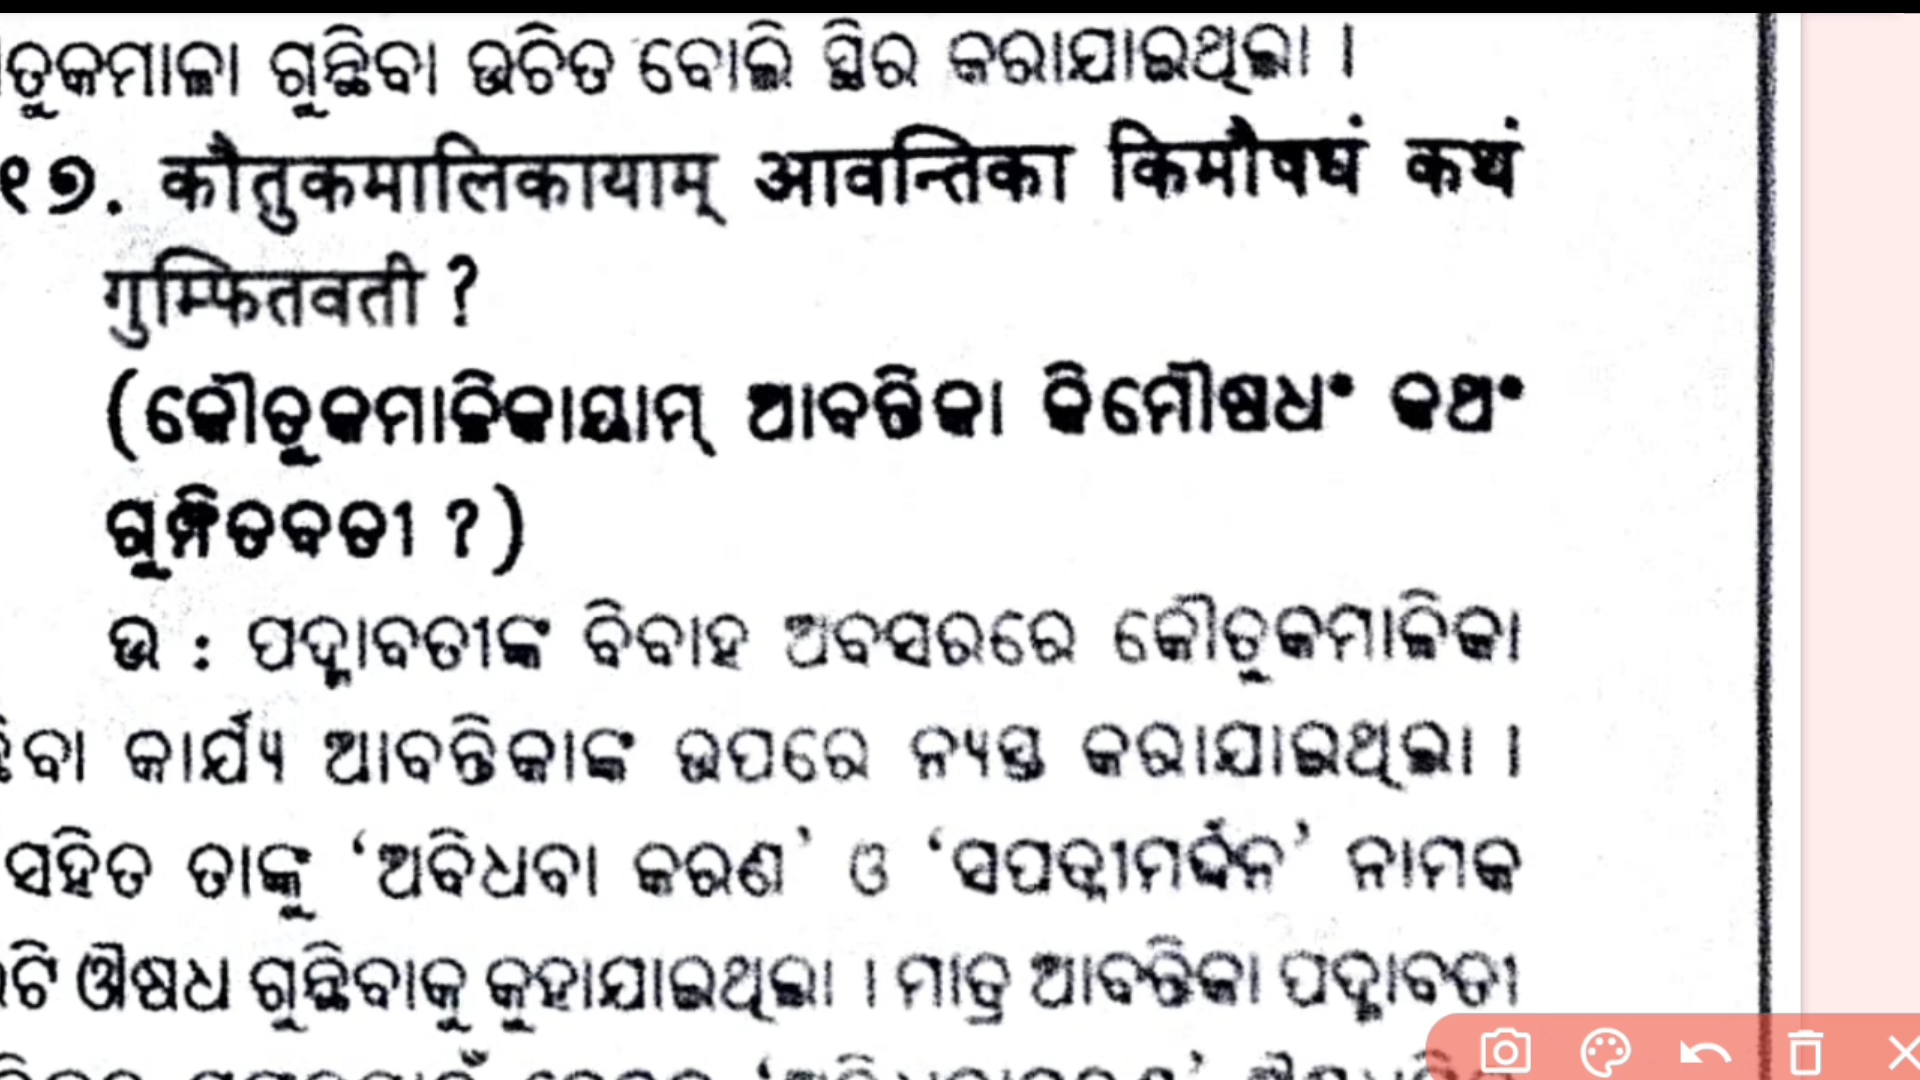 ତୁକମାଳା ଗୁନ୍ଥିବା ଉଚିତ ବୋଲି ସ୍ଥିର କରାଯାଇଥିଲା ।
१७. कौतुकमालिकायाम् आवन्तिका किमौषधं कथं
गुम्फितवती ?
(କୌତୁକମାଳିକାୟାମ୍ ଆବନ୍ତିକା କିମୌଷଧଂ କଥଂ
ଗୁମ୍ଫିତବତୀ ?)
ଉ : ପଦ୍ମାବତୀଙ୍କ ବିବାହ ଅବସରରେ କୌତୁକମାଳିକା
କାର୍ଯ୍ୟ ଆବନ୍ତିକାଙ୍କ ଉପରେ ନ୍ୟସ୍ତ କରାଯାଇଥିଲା ।
ସହିତ ତାଙ୍କୁ ‘ଅବିଧବା କରଣ’ ଓ ‘ସପତ୍ନୀମର୍ଦ୍ଦନ’ ନାମକ
ଔଷଧ ଗୁନ୍ଥିବାକୁ କୁହାଯାଇଥିଲା । ମାତ୍ର ଆବନ୍ତିକା ପଦ୍ମାବତୀ